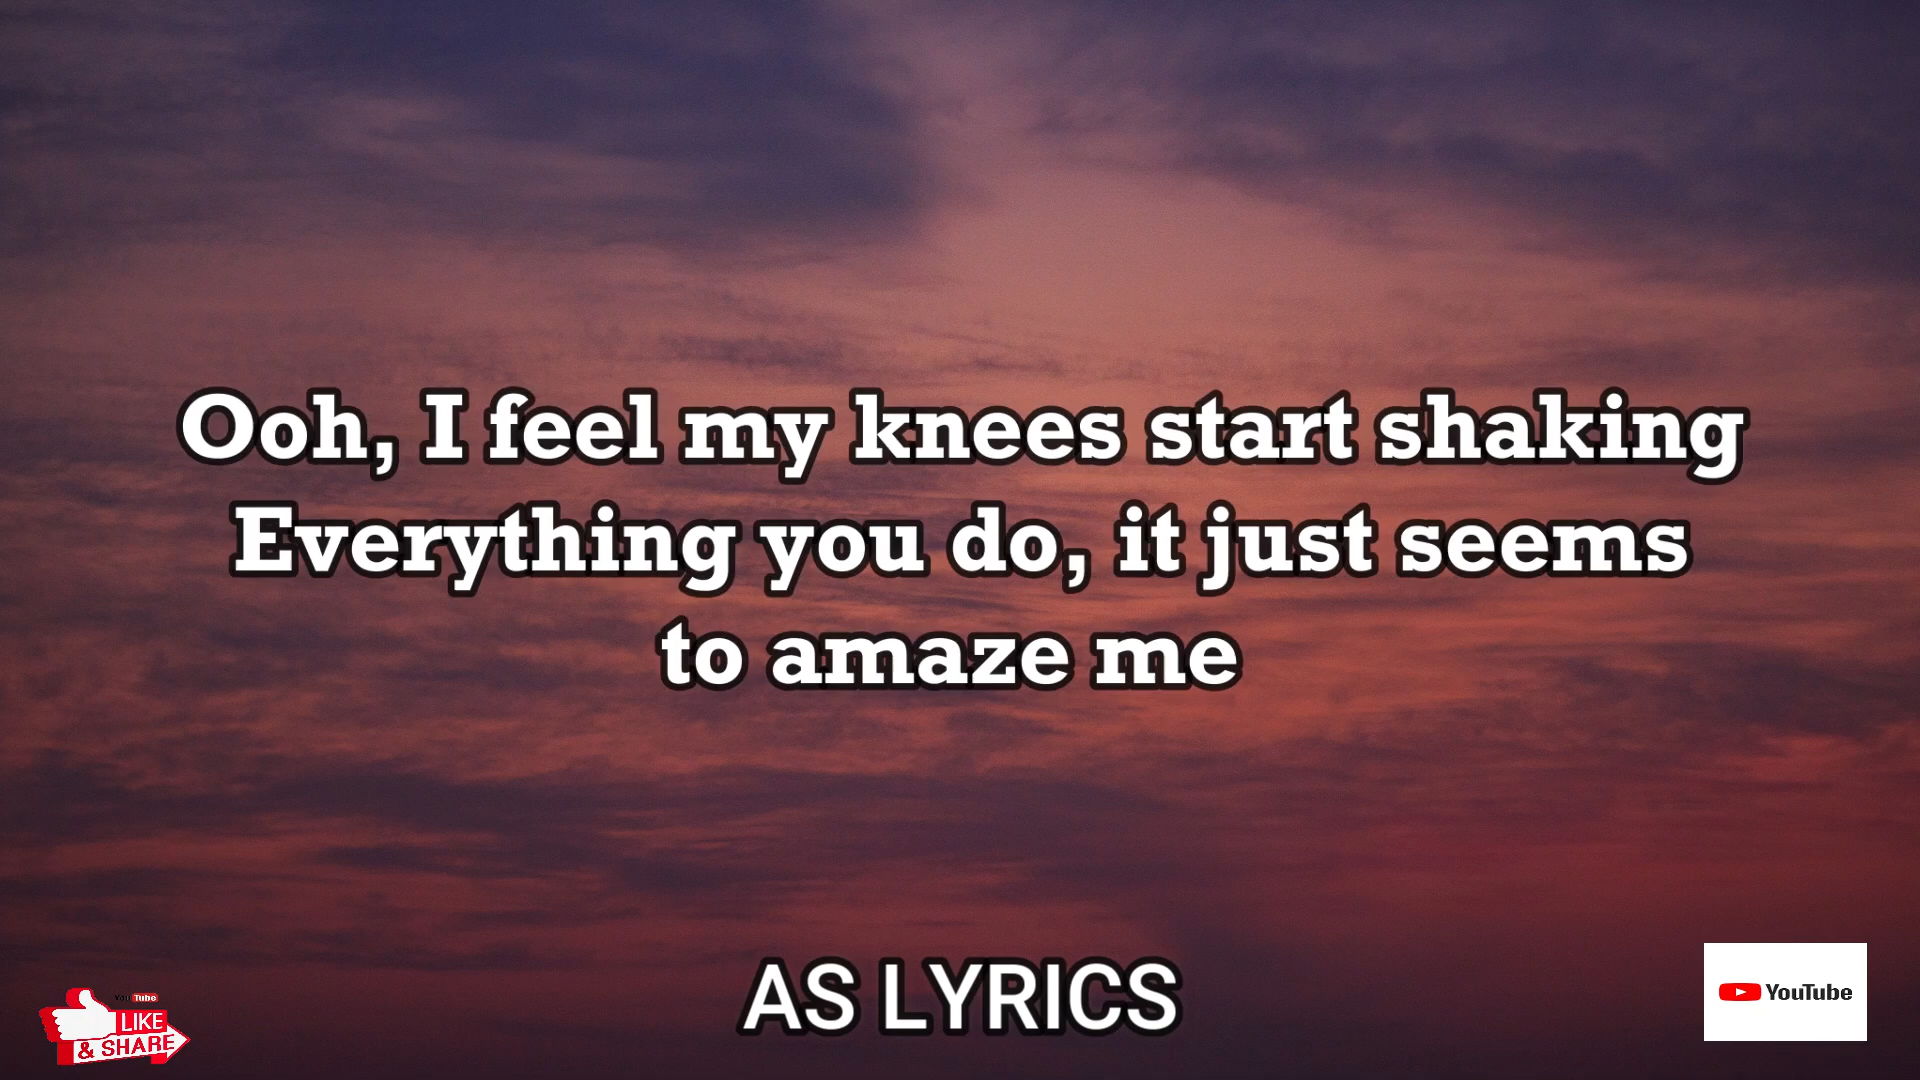 Ooh, I feel my knees start shaking
Everything you do, it just seems
to amaze me
AS LYRICS
YouTube
LIKE
& SHARE
YouTube